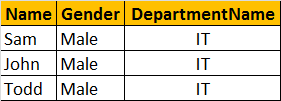 Name Gender DepartmentName
Sam Male IT
John Male IT
Todd Male IT